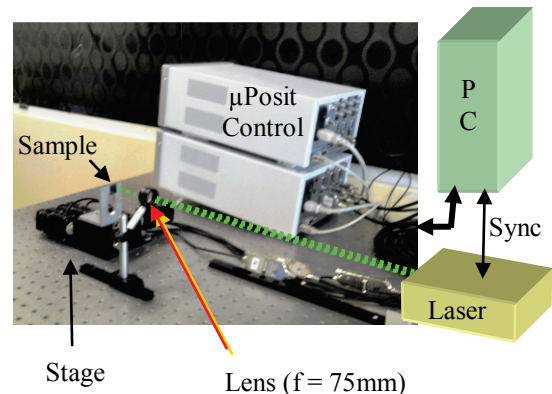 µPosit
Control
P
C
Sample
Sync
Laser
Stage
Lens (f = 75mm)